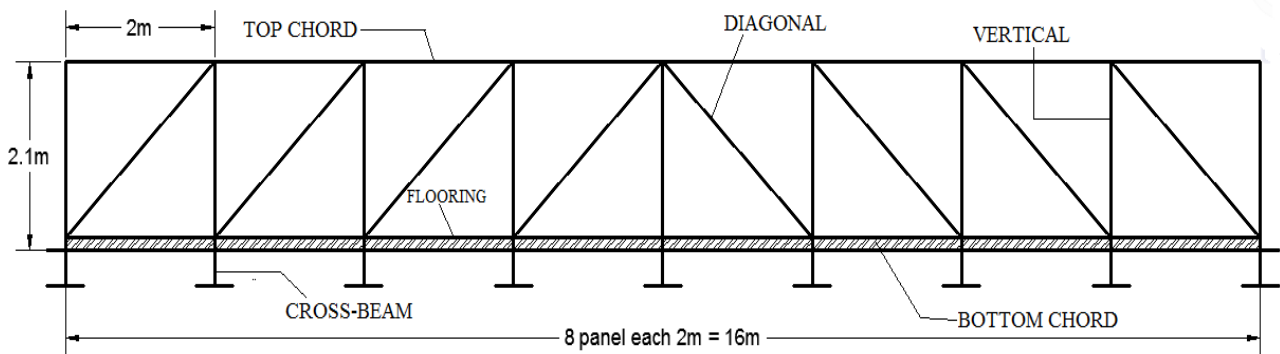 2m
TOP CHORD
DIAGONAL
VERTICAL
2.1m
FLOORING
CROSS-BEAM
BOTTOM CHORD
8 panel each 2m = 16m